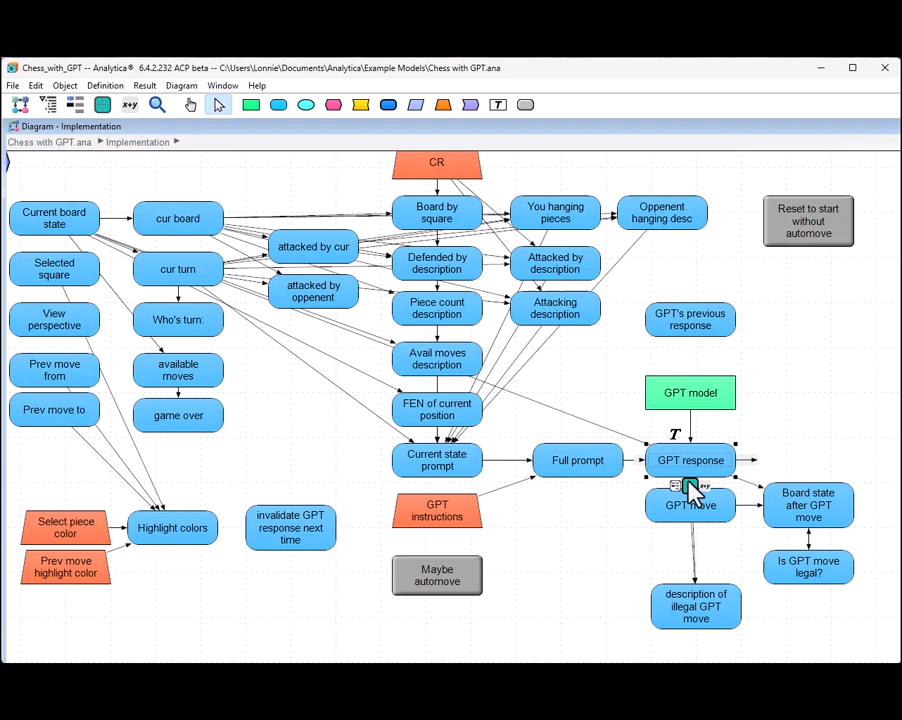 Chess_with_GPT -- Analytica® 6.4.2.232 ACP beta -- C:\Users\Lonnie\Documents\Analytica\Example Models\Chess with GPT.ana
File Edit Object Definition Result Diagram Window Help
x+y
T
Diagram - Implementation
Chess with GPT.ana Implementation
CR
Current board
state
cur board
Board by
square
You hanging
pieces
Oppenent
hanging desc
Reset to start
without
automove
attacked by cur
Selected
square
cur turn
Defended by
description
Attacked by
description
attacked by
oppenent
Piece count
description
Attacking
description
View
perspective
Who's turn:
GPT's previous
response
Prev move
from
available
moves
Avail moves
description
GPT model
Prev move to
game over
FEN of current
position
T
Current state
prompt
Full prompt
GPT response
x+y
GPT move
Board state
after GPT
move
GPT
instructions
Select piece
color
Highlight colors
invalidate GPT
response next
time
Prev move
highlight color
Maybe
automove
Is GPT move
legal?
description of
illegal GPT
move